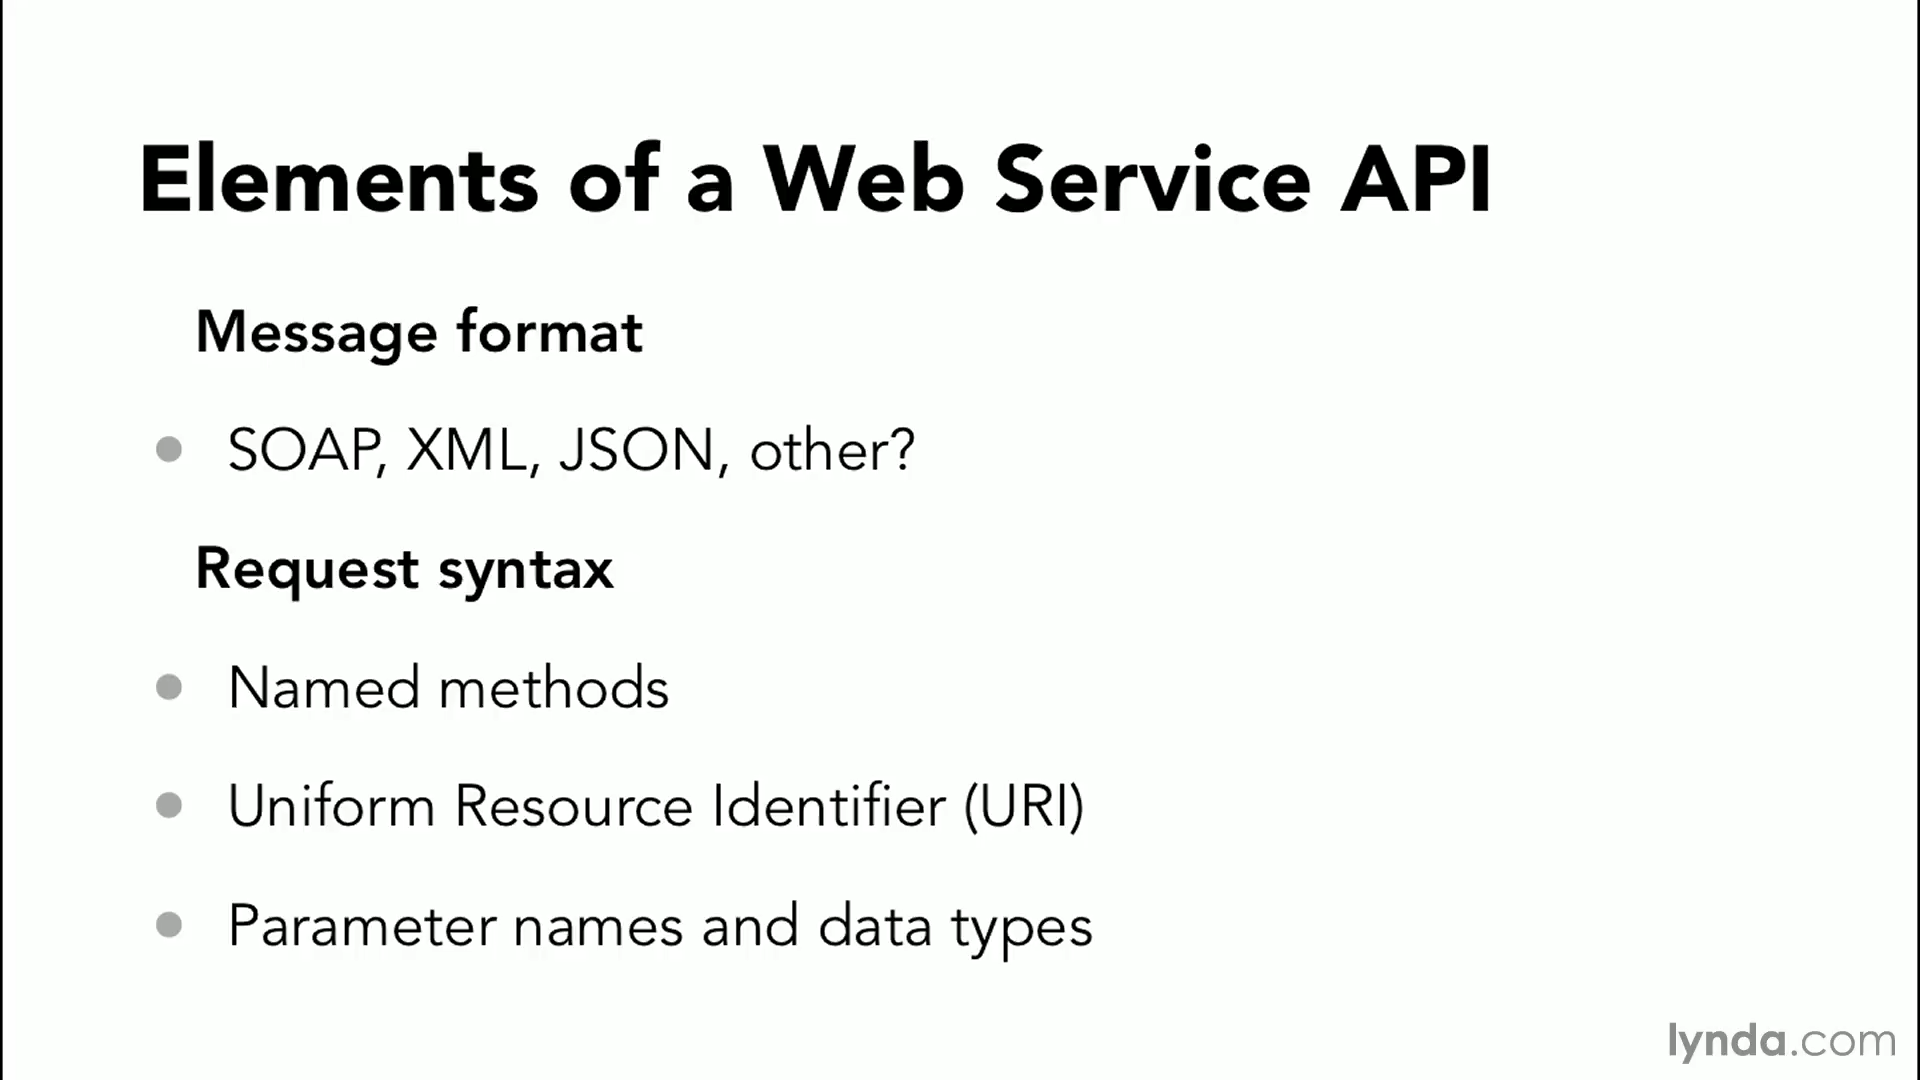 Elements of a Web Service API
Message format
SOAP, XML, JSON, other?
Request syntax
Named methods
Uniform Resource Identifier (URI)
Parameter names and data types
lynda.com